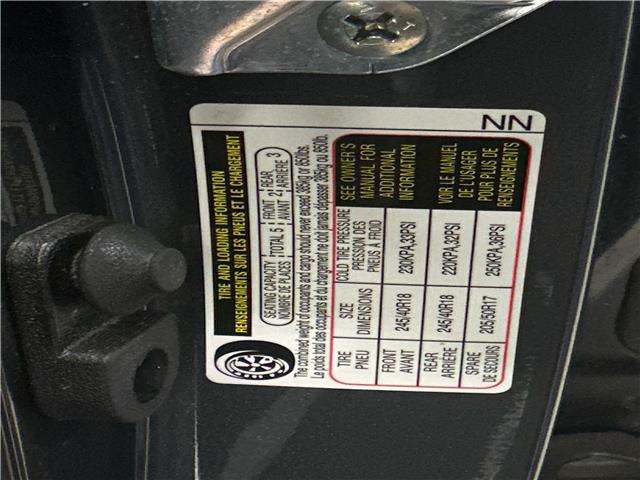 NN
TIRE AND LOADING INFORMATION
RENSEIGNEMENTS SUR LES PNEUS ET LE CHARGEMENT
SEATING CAPACITY
NOMBRE DE PLACES
TOTAL 5
FRONT
AVANT 2
REAR
ARRIÈRE 3
The combined weight of occupants and cargo should never exceed 385kg or 850lbs.
Le poids total des occupants et du chargement ne doit jamais dépasser 385kg ou 850lb.
TIRE
PNEU
SIZE
DIMENSIONS
COLD TIRE PRESSURE
PRESSION DES
PNEUS À FROID
SEE OWNER'S
MANUAL FOR
ADDITIONAL
INFORMATION
FRONT
AVANT
245/40R18
230KPA,33PSI
REAR
ARRIÈRE
245/40R18
220KPA,32PSI
VOIR LE MANUEL
DE L'USAGER
POUR PLUS DE
RENSEIGNEMENTS
SPARE
DE SECOURS
205/50R17
250KPA,36PSI